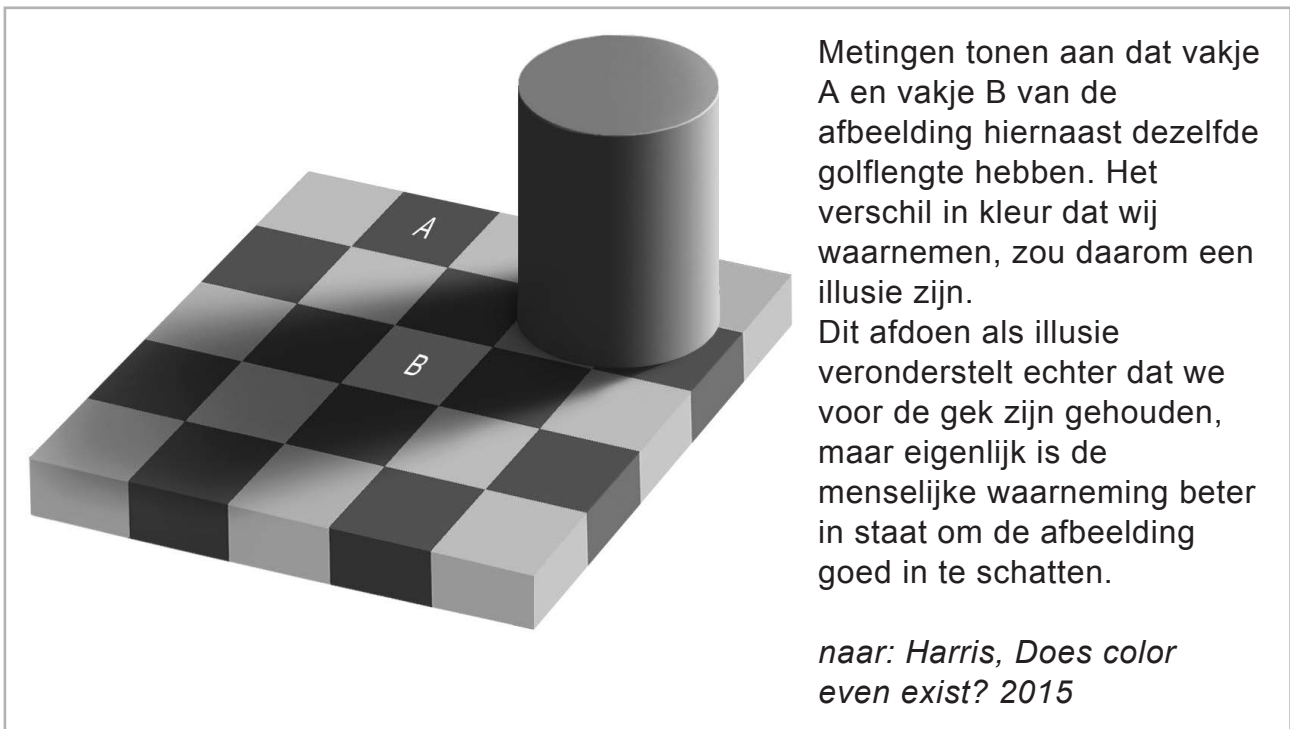 A
B
Metingen tonen aan dat vakje
A en vakje B van de
afbeelding hiernaast dezelfde
golflengte hebben. Het
verschil in kleur dat wij
waarnemen, zou daarom een
illusie zijn.
Dit afdoen als illusie
veronderstelt echter dat we
voor de gek zijn gehouden,
maar eigenlijk is de
menselijke waarneming beter
in staat om de afbeelding
goed in te schatten.
naar: Harris, Does color
even exist? 2015